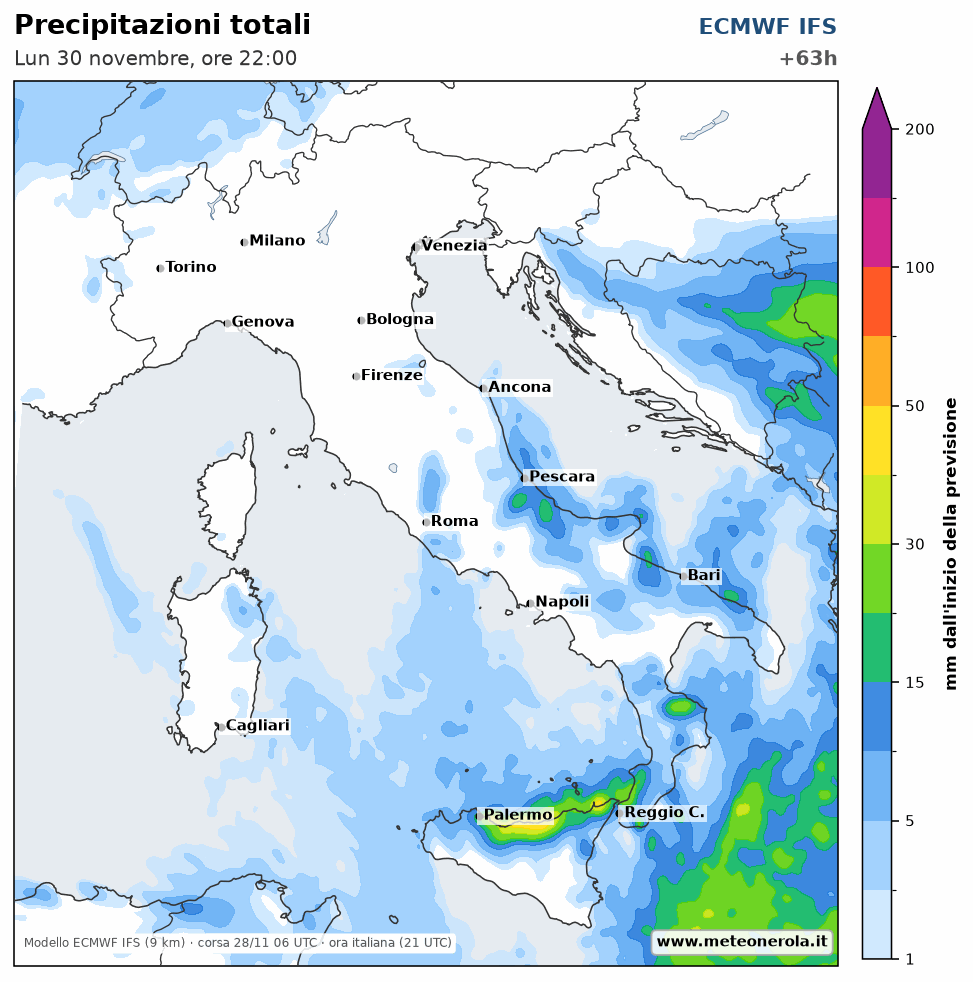 Precipitazioni totali
ECMWF IFS
Lun 30 novembre, ore 22:00
+63h
200
100
50
30
15
5
1
mm dall'inizio della previsione
Milano
Venezia
Torino
Genova
Bologna
Firenze
Ancona
Pescara
Roma
Bari
Napoli
Cagliari
Palermo
Reggio C.
Modello ECMWF IFS (9 km) · corsa 28/11 06 UTC · ora italiana (21 UTC)
www.meteonerola.it